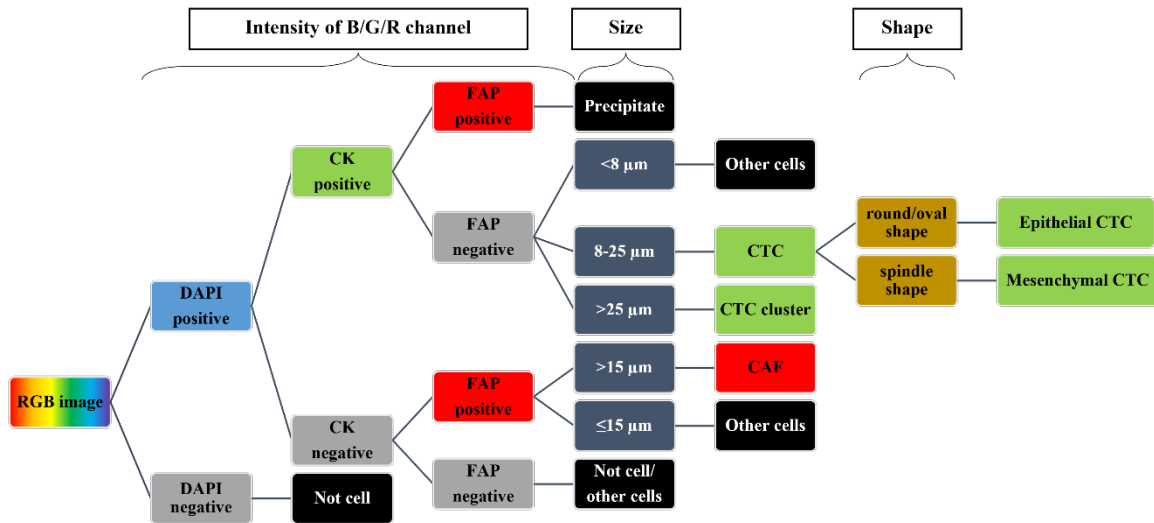 Intensity of B/G/R channel
Size
Shape
FAP
positive
Precipitate
CK
positive
<8 µm
Other cells
FAP
negative
round/oval
shape
Epithelial CTC
8-25 µm
CTC
spindle
shape
Mesenchymal CTC
DAPI
positive
>25 µm
CTC cluster
RGB image
FAP
positive
>15 µm
CAF
CK
negative
≤15 µm
Other cells
DAPI
negative
Not cell
FAP
negative
Not cell/
other cells